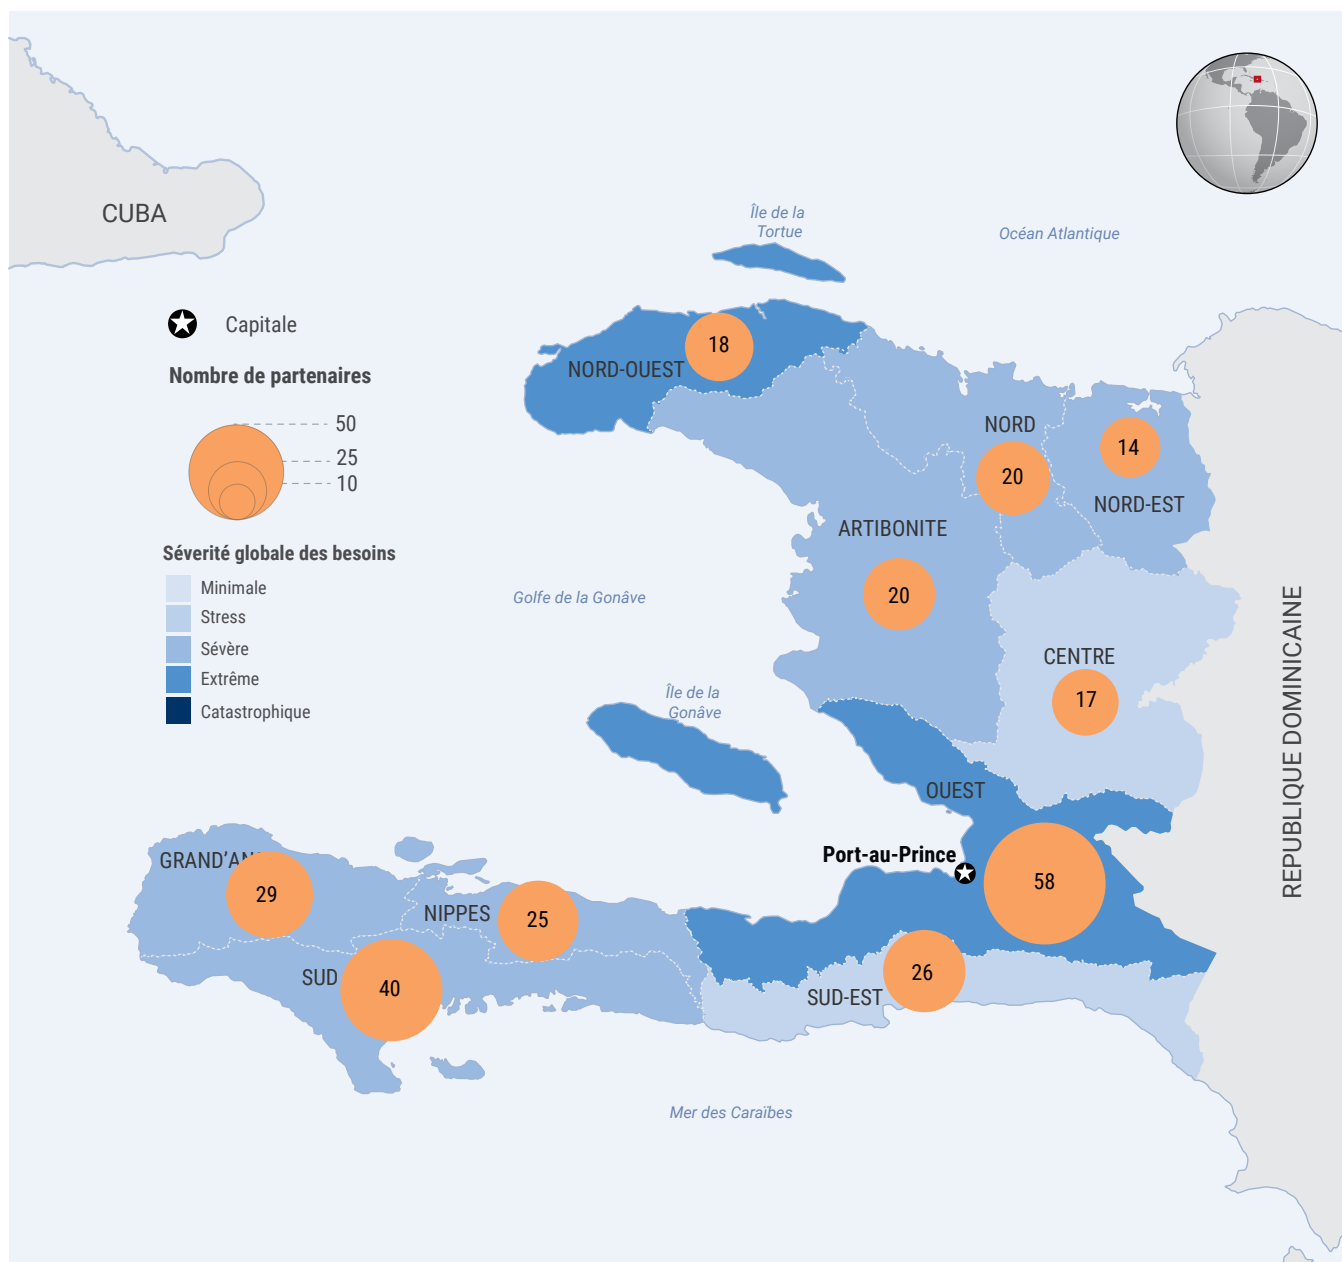 CUBA
Île de la
Tortue
Océan Atlantique
Capitale
Nombre de partenaires
50
25
10
Séverité globale des besoins
Minimale
Stress
Sévère
Extrême
Catastrophique
NORD-OUEST
18
NORD
20
14
NORD-EST
ARTIBONITE
20
Golfe de la Gonâve
CENTRE
17
REPUBLIQUE DOMINICAINE
Île de la
Gonâve
OUEST
Port-au-Prince
58
GRAND'AN
29
NIPPES
25
SUD
40
SUD-EST
26
Mer des Caraïbes